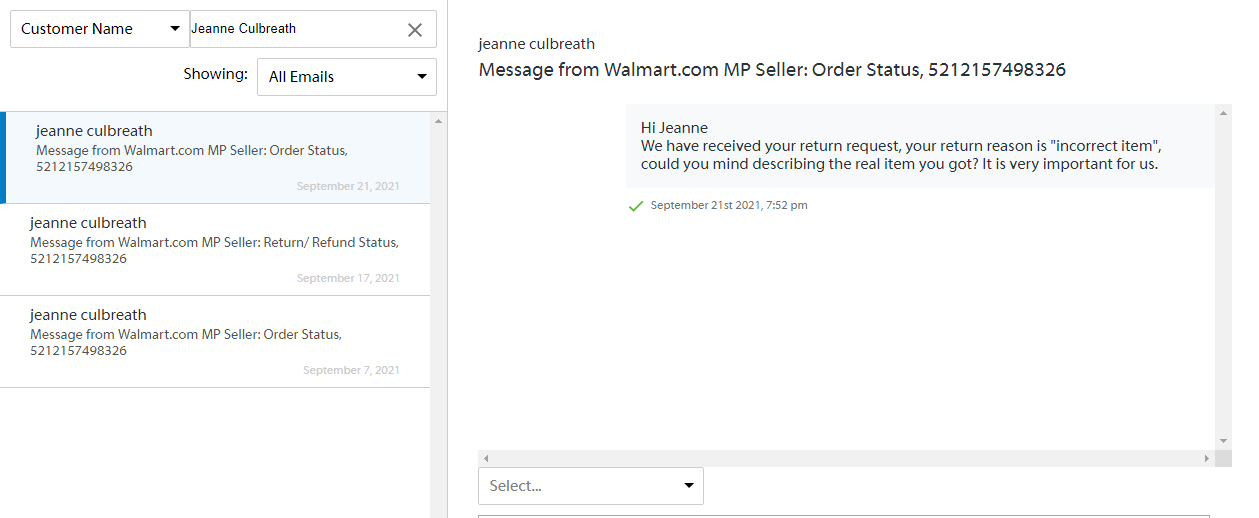 Customer Name
Jeanne Culbreath
Showing:
All Emails
jeanne culbreath
Message from Walmart.com MP Seller: Order Status,
5212157498326
September 21, 2021
jeanne culbreath
Message from Walmart.com MP Seller: Return/ Refund Status,
5212157498326
September 17, 2021
jeanne culbreath
Message from Walmart.com MP Seller: Order Status,
5212157498326
September 7, 2021
jeanne culbreath
Message from Walmart.com MP Seller: Order Status, 5212157498326
Hi Jeanne
We have received your return request, your return reason is "incorrect item",
could you mind describing the real item you got? It is very important for us.
September 21st 2021, 7:52 pm
Select...